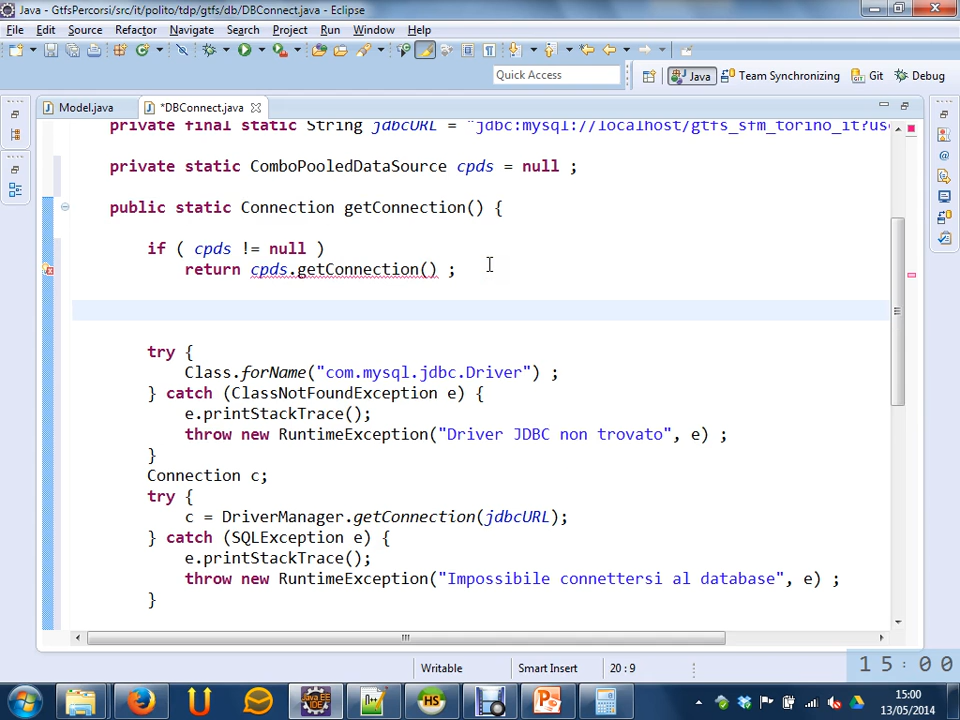 Java - GtfsPercorsi/src/it/polito/tdp/gtfs/db/DBConnect.java - Eclipse
File Edit Source Refactor Navigate Search Project Run Window Help
Quick Access Java Team Synchronizing Git Debug
Model.java *DBConnect.java
private final static String jdbcURL = "jdbc:mysql://localhost/gtfs_sfm_torino_it?use
private static ComboPooledDataSource cpds = null ;
public static Connection getConnection() {
if ( cpds != null )
return cpds.getConnection() ;
try {
Class.forName("com.mysql.jdbc.Driver") ;
} catch (ClassNotFoundException e) {
e.printStackTrace();
throw new RuntimeException("Driver JDBC non trovato", e) ;
}
Connection c;
try {
c = DriverManager.getConnection(jdbcURL);
} catch (SQLException e) {
e.printStackTrace();
throw new RuntimeException("Impossibile connettersi al database", e) ;
}
Writable Smart Insert 20 : 9
15:00
15:00
13/05/2014